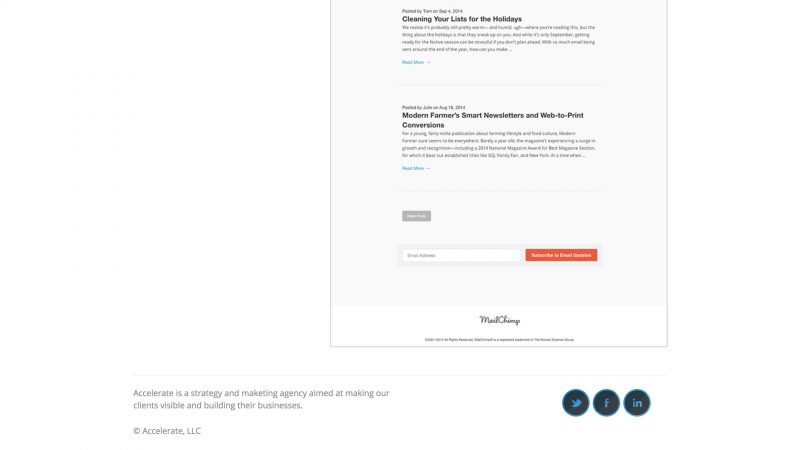 Posted by Tom on Sep 4, 2014
Cleaning Your Lists for the Holidays
We realize it's probably still pretty warm— and humid, ugh—where you're reading this, but the
thing about the holidays is that they sneak up on you. And while it's only September, getting
ready for the festive season can be stressful if you don't plan ahead. With so much email being
sent around the end of the year, how can you make ...
Read More →
Posted by Julie on Aug 18, 2014
Modern Farmer's Smart Newsletters and Web-to-Print
Conversions
For a young, fairly niche publication about farming lifestyle and food culture, Modern
Farmer sure seems to be everywhere. Barely a year old, the magazine's experiencing a surge in
growth and recognition—including a 2014 National Magazine Award for Best Magazine Section,
for which it beat our established titles like GQ, Vanity Fair, and New York. At a time when ...
Read More →
Older Posts
Email Address
Subscribe to Email Updates
MailChimp
©2001-2014 All Rights Reserved. MailChimp® is a registered trademark of The Rocket Science Group
Accelerate is a strategy and maketing agency aimed at making our
clients visible and building their businesses.
© Accelerate, LLC